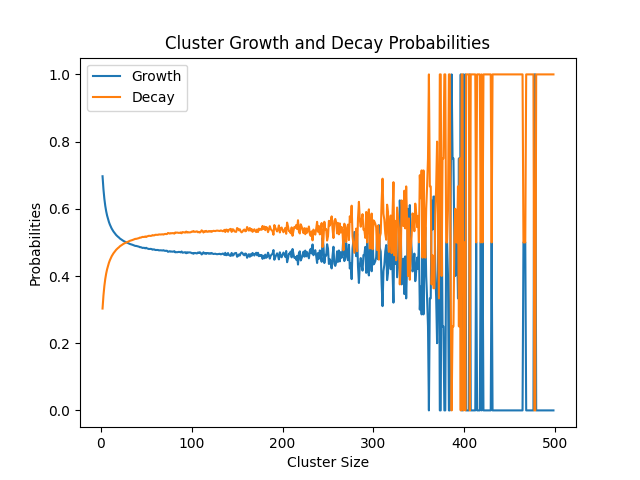 Cluster Growth and Decay Probabilities
Growth
Decay
1.0
0.8
0.6
0.4
0.2
0.0
Probabilities
0
100
200
300
400
500
Cluster Size